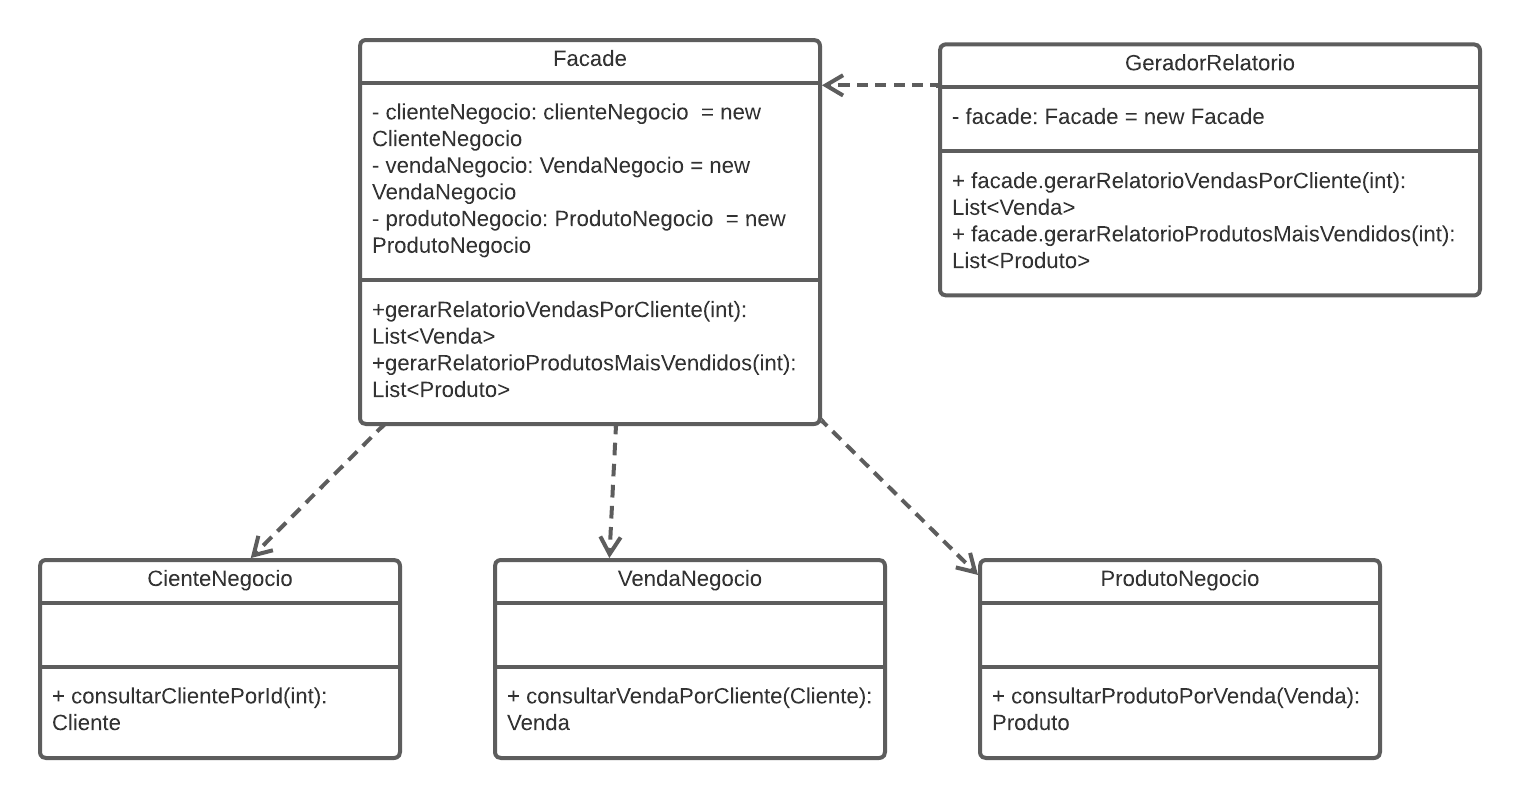 Facade
- clienteNegocio: clienteNegocio  = new
ClienteNegocio
- vendaNegocio: VendaNegocio = new
VendaNegocio
- produtoNegocio: ProdutoNegocio  = new
ProdutoNegocio
+gerarRelatorioVendasPorCliente(int):
List<Venda>
+gerarRelatorioProdutosMaisVendidos(int):
List<Produto>
GeradorRelatorio
- facade: Facade = new Facade
+ facade.gerarRelatorioVendasPorCliente(int):
List<Venda>
+ facade.gerarRelatorioProdutosMaisVendidos(int):
List<Produto>
CienteNegocio
+ consultarClientePorId(int):
Cliente
VendaNegocio
+ consultarVendaPorCliente(Cliente):
Venda
ProdutoNegocio
+ consultarProdutoPorVenda(Venda):
Produto